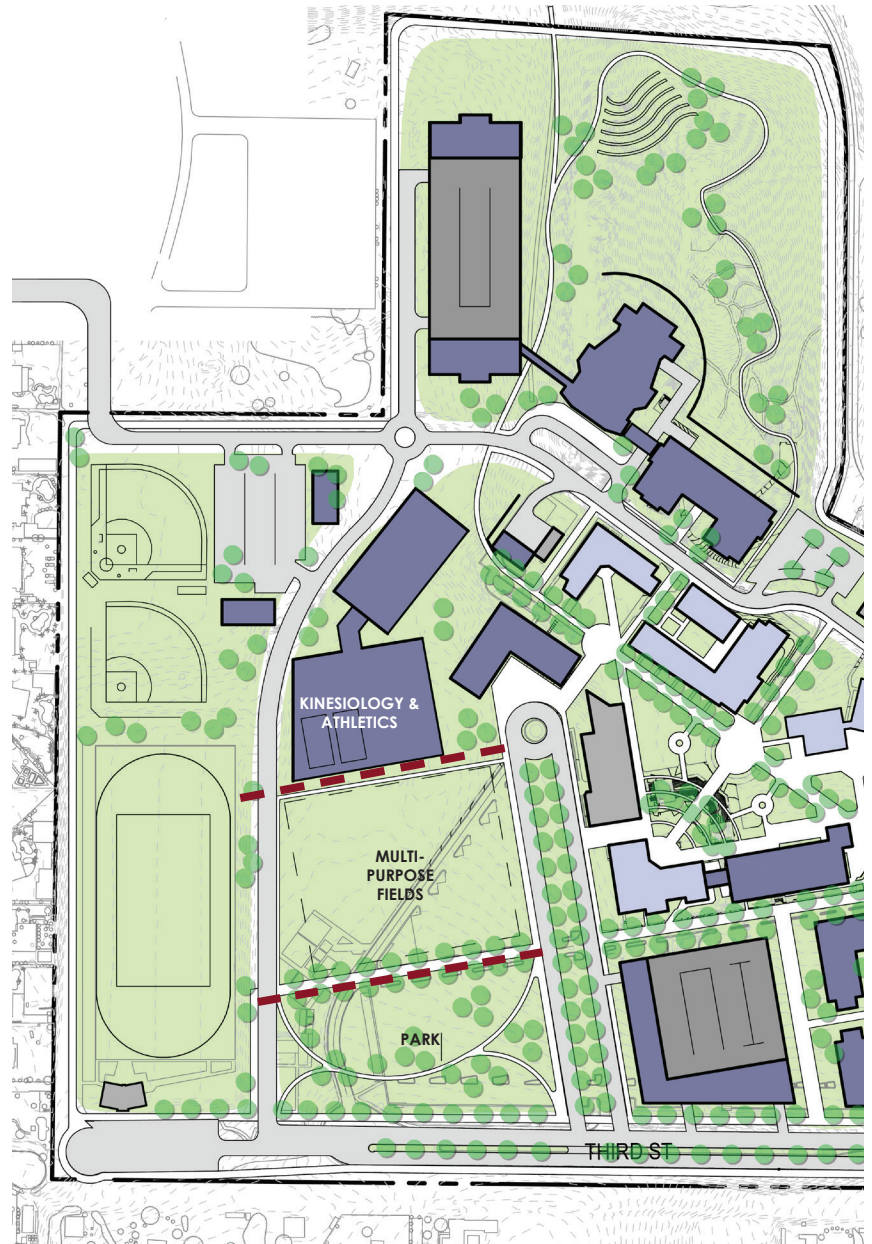 KINESIOLOGY &
ATHLETICS
MULTI-
PURPOSE
FIELDS
PARK
THIRD ST